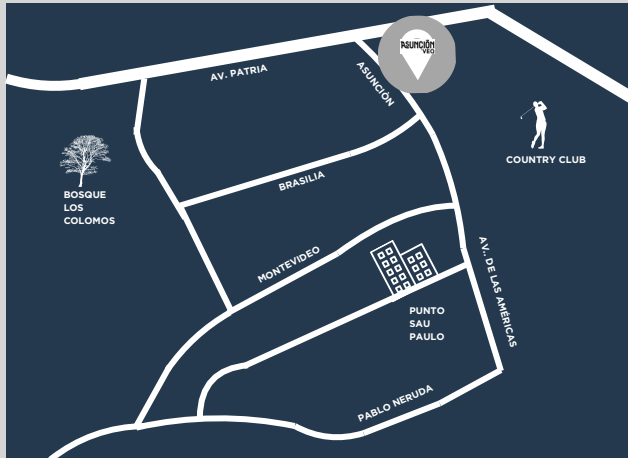 ASUNCIÓN
VEO
AV. PATRIA
ASUNCIÓN
COUNTRY CLUB
BOSQUE
LOS
COLOMOS
BRASILIA
MONTEVIDEO
AV.. DE LAS AMÉRICAS
PUNTO
SAU
PAULO
PABLO NERUDA